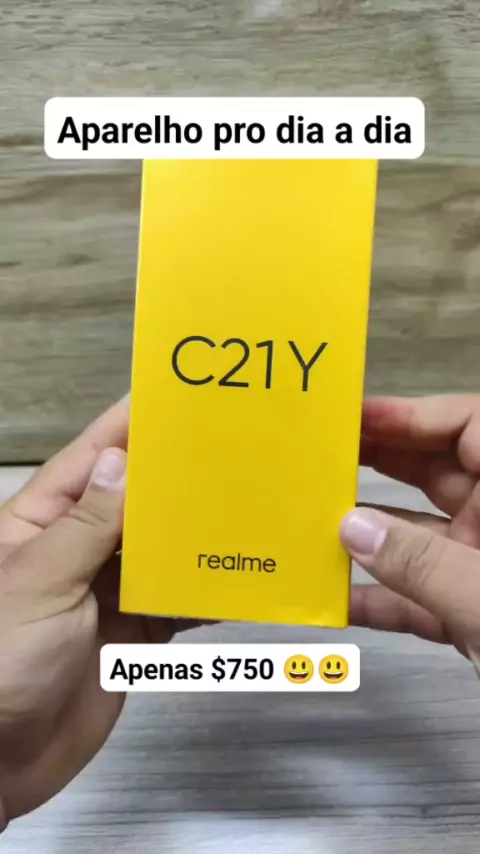 Aparelho pro dia a dia
C21Y
realme
Apenas $750 😃😃